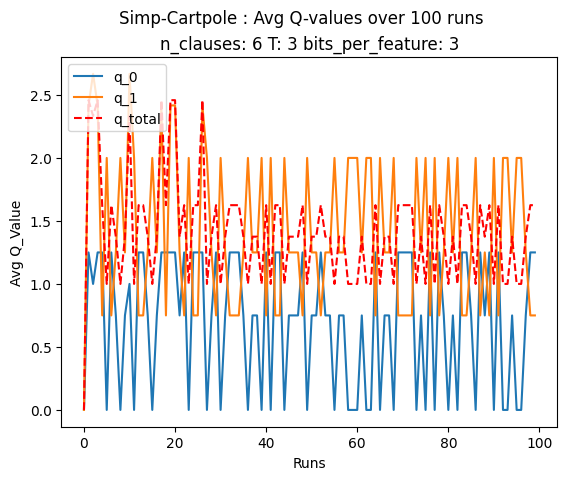 Simp-Cartpole : Avg Q-values over 100 runs
n_clauses: 6 T: 3 bits_per_feature: 3
q_0
q_1
q_total
2.5
2.0
1.5
1.0
0.5
0.0
Avg Q_Value
0 20 40 60 80 100
Runs